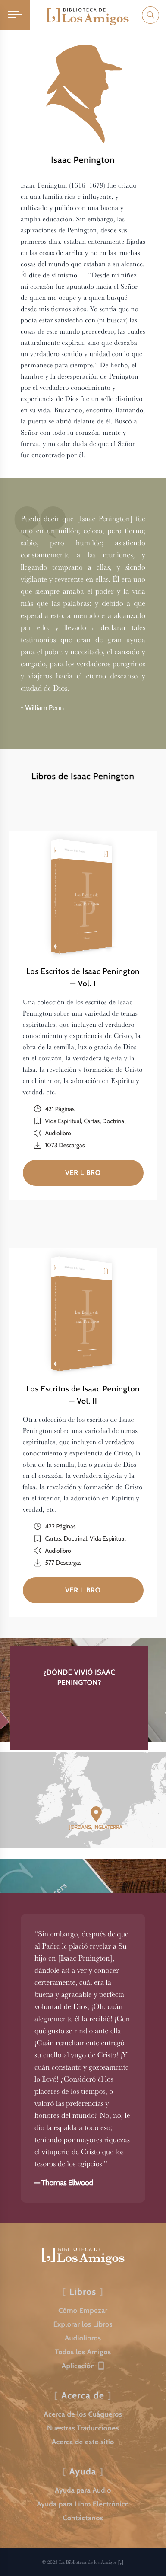 BIBLIOTECA DE
Los Amigos
Isaac Penington
Isaac Penington (1616–1679) fue criado
en una familia rica e influyente, y
cultivado y pulido con una muy
amplia educación. Sin embargo, las
aspiraciones de Penington, desde sus
primeros días, estaban enteramente fijadas
en las cosas de arriba y no en las muchas
cosas del mundo que estaban a su alcance.
Él dice de sí mismo — “Desde mi niñez
mi corazón fue apuntado hacia el Señor,
de quien me ocupé y a quien busqué
desde mis tiernos años. Yo sentía que no
podía estar satisfecho con (ni buscar) las
cosas de este mundo perecedero, las cuales
naturalmente expiran, sino que deseaba
un verdadero sentido y unidad con lo que
permanece para siempre.” De hecho, el
hambre y la desesperación de Penington
por el verdadero conocimiento y
experiencia de Dios fue un sello distintivo
en su vida. Buscando, encontró; llamando,
la puerta se abrió delante de él. Buscó al
Señor con todo su corazón, mente y
fuerza, y no cabe duda de que el Señor
fue encontrado por él.
Puedo decir que [Isaac Penington] fue
uno en un millón; celoso, pero tierno;
sabio, pero humilde; asistiendo
constantemente a las reuniones, y
llegando temprano a ellas, y siendo
vigilante y reverente en ellas. Él era uno
que siempre amaba el poder y la vida
más que las palabras; y debido a que
esperaba esto, a menudo era alcanzado
por ello, y llevado a declarar tales
testimonios que eran de gran ayuda
para el pobre y necesitado, el cansado y
cargado, para los verdaderos peregrinos
y viajeros hacia el eterno descanso y
ciudad de Dios.
- William Penn
Libros de Isaac Penington
Los Escritos de Isaac Penington
— Vol. I
Una colección de los escritos de Isaac
Penington sobre una variedad de temas
espirituales, que incluyen el verdadero
conocimiento y experiencia de Cristo, la
obra de la semilla, luz o gracia de Dios
en el corazón, la verdadera iglesia y la
falsa, la revelación y formación de Cristo
en el interior, la adoración en Espíritu y
verdad, etc.
421 Páginas
Vida Espiritual, Cartas, Doctrinal
Audiolibro
1073 Descargas
VER LIBRO
Los Escritos de Isaac Penington
— Vol. II
Otra colección de los escritos de Isaac
Penington sobre una variedad de temas
espirituales, que incluyen el verdadero
conocimiento y experiencia de Cristo, la
obra de la semilla, luz o gracia de Dios
en el corazón, la verdadera iglesia y la
falsa, la revelación y formación de Cristo
en el interior, la adoración en Espíritu y
verdad, etc.
422 Páginas
Cartas, Doctrinal, Vida Espiritual
Audiolibro
577 Descargas
VER LIBRO
¿DÓNDE VIVIÓ ISAAC
PENINGTON?
JORDANS, INGLATERRA
“Sin embargo, después de que
al Padre le plació revelar a Su
hijo en [Isaac Penington],
dándole así a ver y conocer
certeramente, cuál era la
buena y agradable y perfecta
voluntad de Dios; ¡Oh, cuán
alegremente él la recibió! ¡Con
qué gusto se rindió ante ella!
¡Cuán resueltamente entregó
su cuello al yugo de Cristo! ¡Y
cuán constante y gozosamente
lo llevó! ¿Consideró él los
placeres de los tiempos, o
valoró las preferencias y
honores del mundo? No, no, le
dio la espalda a todo eso;
teniendo por mayores riquezas
el vituperio de Cristo que los
tesoros de los egipcios.”
— Thomas Ellwood
BIBLIOTECA DE
Los Amigos
[ Libros ]
Cómo Empezar
Explorar los Libros
Audiolibros
Todos los Amigos
Aplicación
[ Acerca de ]
Acerca de los Cuáqueros
Nuestras Traducciones
Acerca de este sitio
[ Ayuda ]
Ayuda para Audio
Ayuda para Libro Electrónico
Contáctanos
© 2023 La Biblioteca de los Amigos [.]